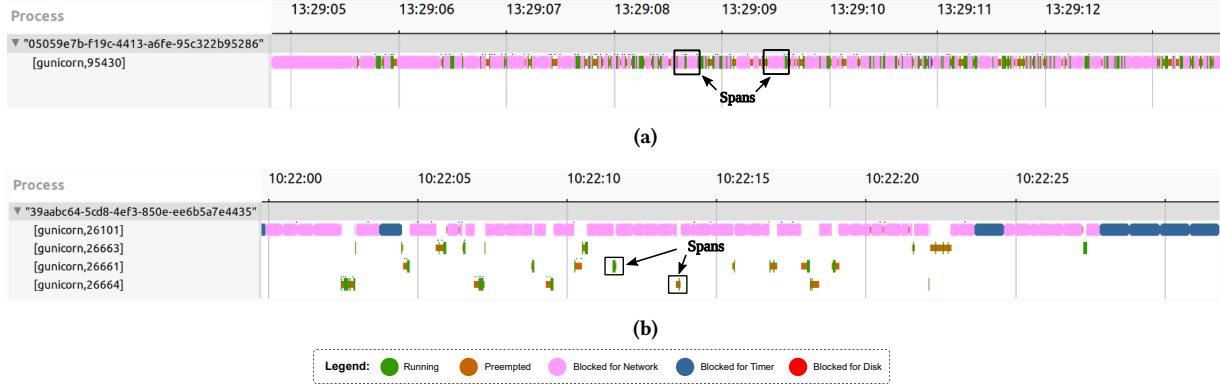 Process
13:29:05 13:29:06 13:29:07 13:29:08 13:29:09 13:29:10 13:29:11 13:29:12
"05059e7b-f19c-4413-a6fe-95c322b95286"
[gunicorn,95430]
Spans
(a)
Process
10:22:00 10:22:05 10:22:10 10:22:15 10:22:20 10:22:25
"39aabc64-5cd8-4ef3-850e-ee6b5a7e4435"
[gunicorn,26101]
[gunicorn,26663]
Spans
[gunicorn,26661]
[gunicorn,26664]
(b)
Legend: Running Preempted Blocked for Network Blocked for Timer Blocked for Disk